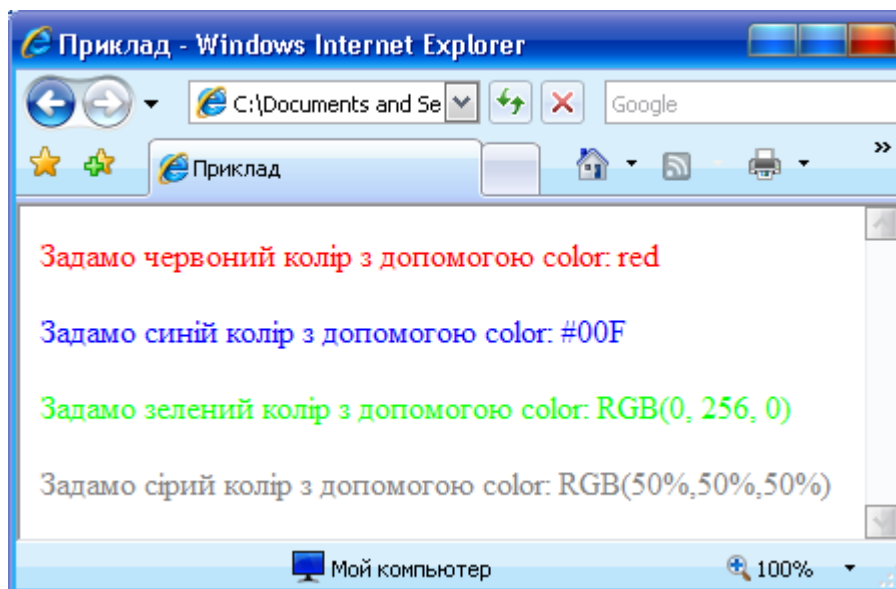 Приклад - Windows Internet Explorer
C:\Documents and Se
Google
Приклад
»
Задамо червоний колір з допомогою color: red
Задамо синій колір з допомогою color: #00F
Задамо зелений колір з допомогою color: RGB(0, 256, 0)
Задамо сірий колір з допомогою color: RGB(50%,50%,50%)
Мой компьютер
100%